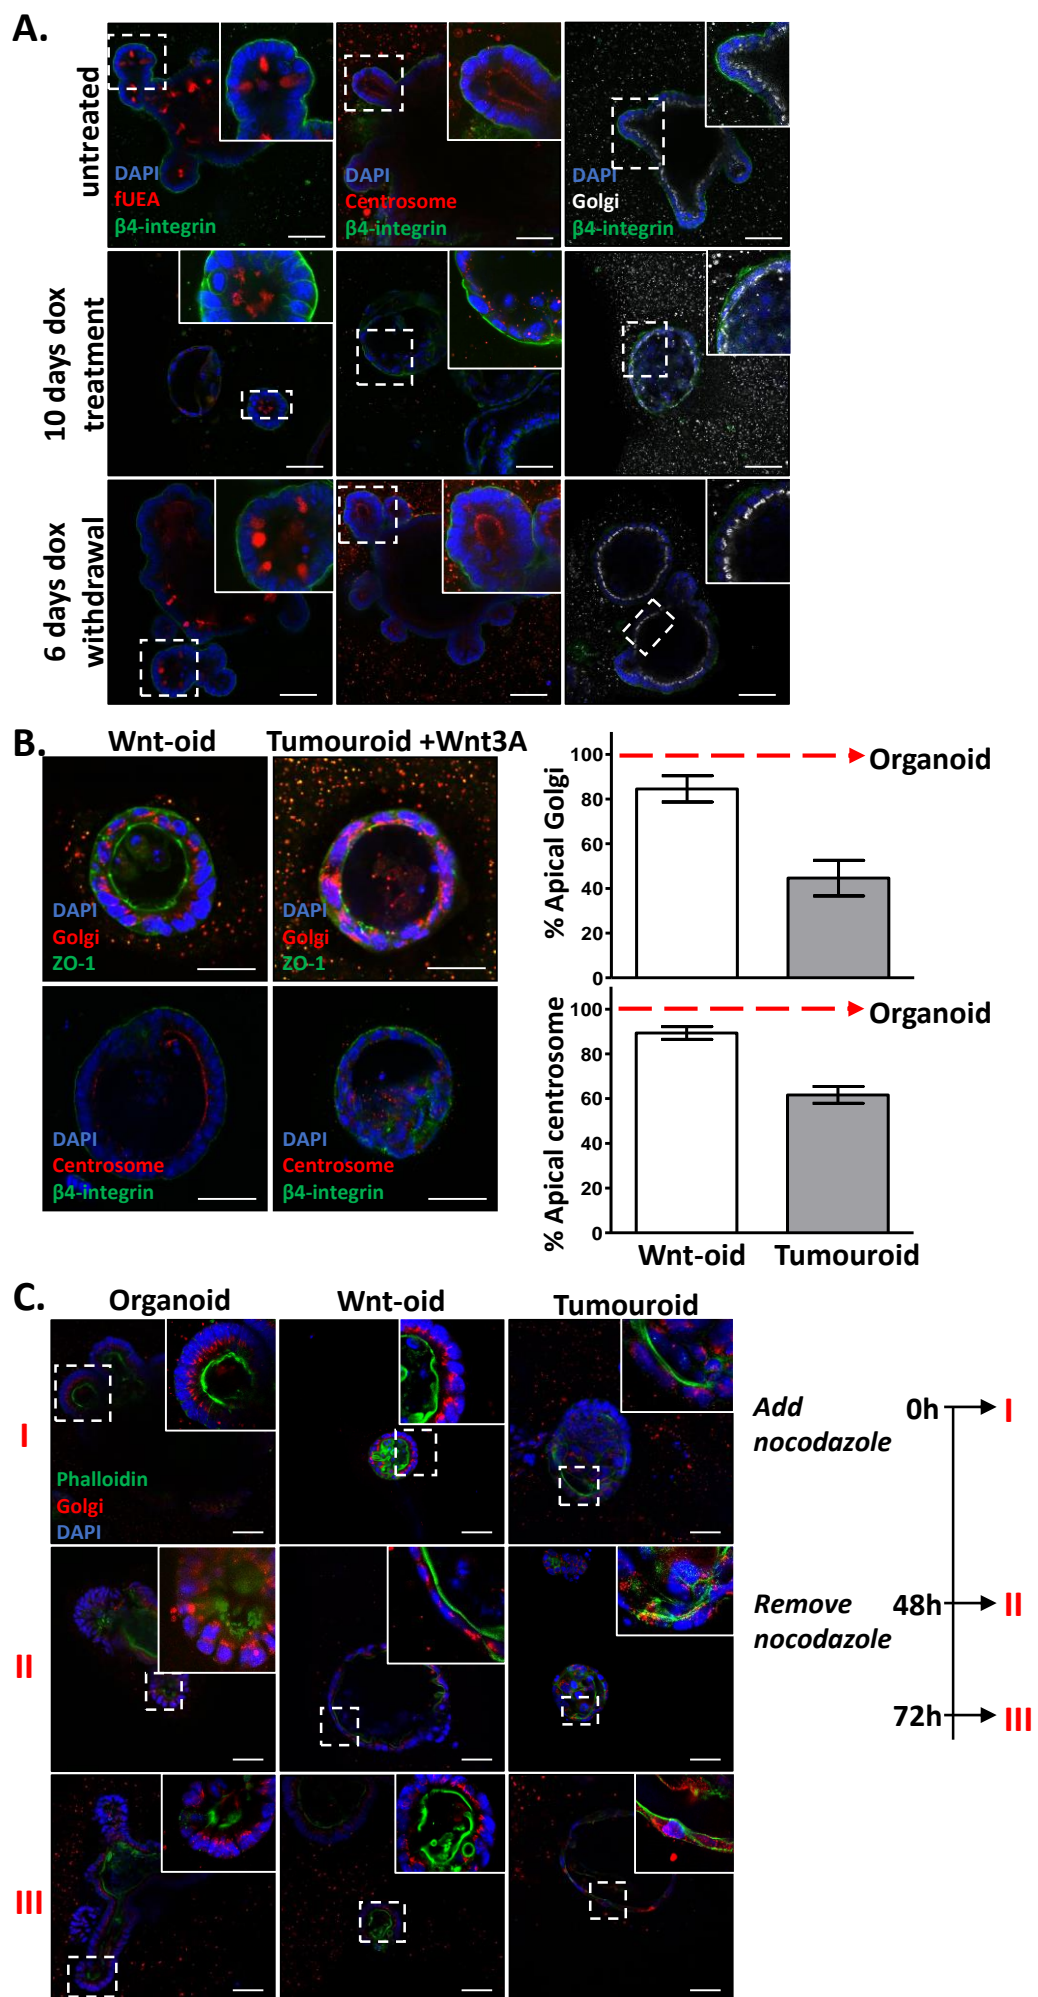 A.
untreated
DAPI
fUEA
β4-integrin
DAPI
Centrosome
β4-integrin
DAPI
Golgi
β4-integrin
10 days dox
treatment
6 days dox
withdrawal
B.
Wnt-oid
Tumouroid +Wnt3A
DAPI
Golgi
ZO-1
DAPI
Golgi
ZO-1
DAPI
Centrosome
β4-integrin
DAPI
Centrosome
β4-integrin
% Apical Golgi
100
80
60
40
20
0
Organoid
% Apical centrosome
100
80
60
40
20
0
Organoid
Wnt-oid
Tumouroid
C.
Organoid
Wnt-oid
Tumouroid
I
Phalloidin
Golgi
DAPI
II
III
Add
nocodazole
0h
I
Remove
nocodazole
48h
II
72h
III